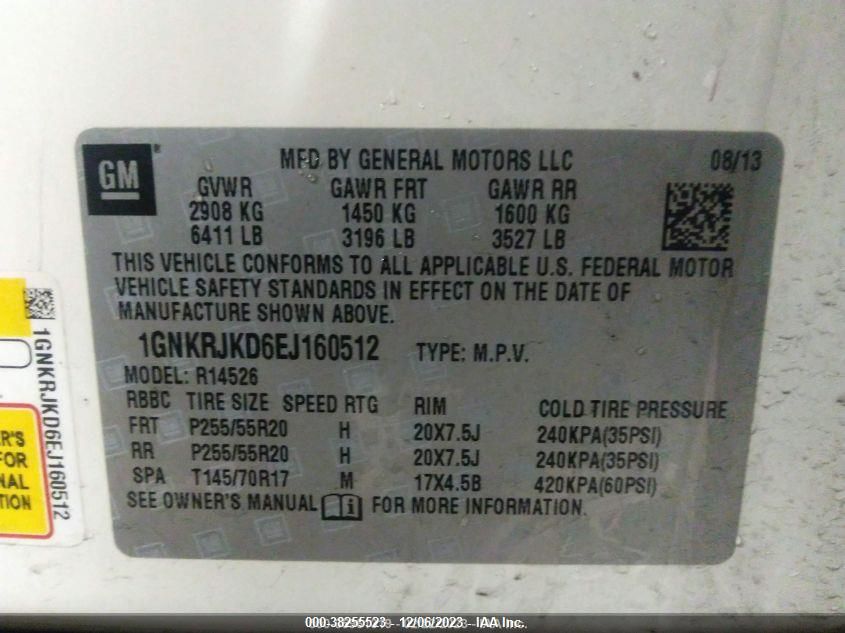 GM
MFD BY GENERAL MOTORS LLC 08/13
GVWR GAWR FRT GAWR RR
2908 KG 1450 KG 1600 KG
6411 LB 3196 LB 3527 LB
THIS VEHICLE CONFORMS TO ALL APPLICABLE U.S. FEDERAL MOTOR
VEHICLE SAFETY STANDARDS IN EFFECT ON THE DATE OF
MANUFACTURE SHOWN ABOVE.
1GNKRJKD6EJ160512 TYPE: M.P.V.
MODEL: R14526
RBBC TIRE SIZE SPEED RTG RIM COLD TIRE PRESSURE
FRT P255/55R20 H 20X7.5J 240KPA(35PSI)
RR P255/55R20 H 20X7.5J 240KPA(35PSI)
SPA T145/70R17 M 17X4.5B 420KPA(60PSI)
SEE OWNER'S MANUAL i FOR MORE INFORMATION.
1GNKRJKD6EJ160512
ER'S
FOR
NAL
TION
000-38255523 - 12/06/2023 - IAA Inc.